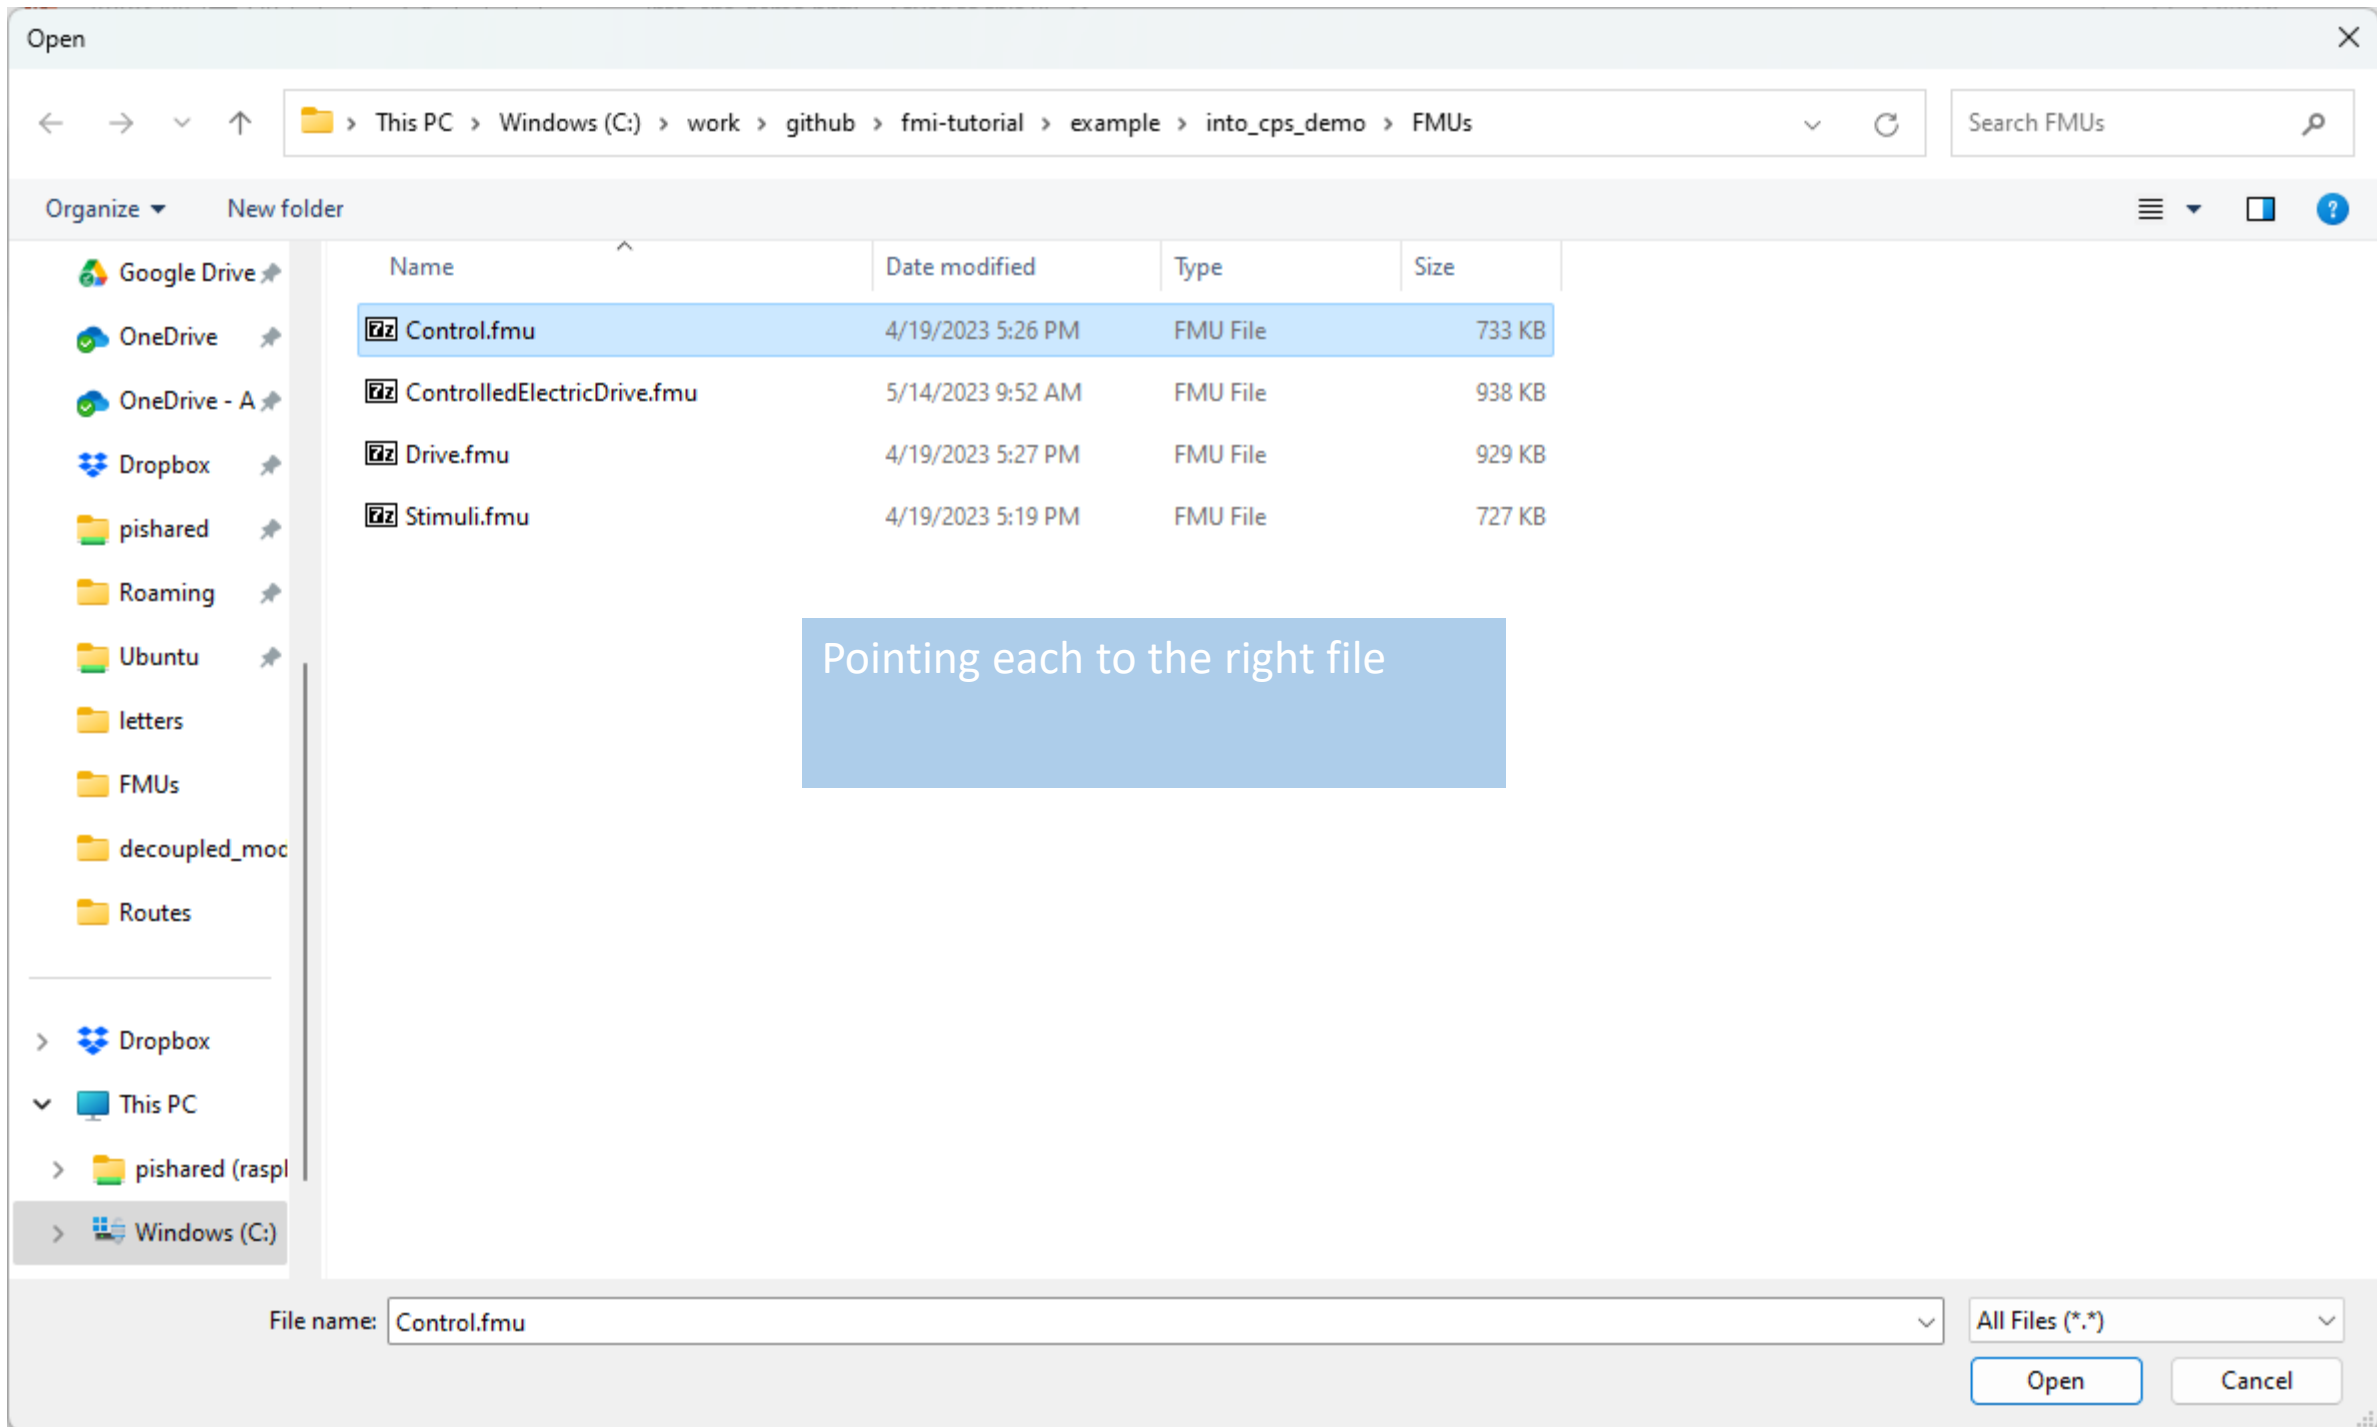 Open
This PC > Windows (C:) > work > github > fmi-tutorial > example > into_cps_demo > FMUs
Search FMUs
Organize
New folder
Name
Date modified
Type
Size
Control.fmu 4/19/2023 5:26 PM FMU File 733 KB
ControlledElectricDrive.fmu 5/14/2023 9:52 AM FMU File 938 KB
Drive.fmu 4/19/2023 5:27 PM FMU File 929 KB
Stimuli.fmu 4/19/2023 5:19 PM FMU File 727 KB
Google Drive
OneDrive
OneDrive - A
Dropbox
pishared
Roaming
Ubuntu
letters
FMUs
decoupled_moc
Routes
Dropbox
This PC
pishared (raspl
Windows (C:)
Pointing each to the right file
File name: Control.fmu
All Files (*.*)
Open
Cancel